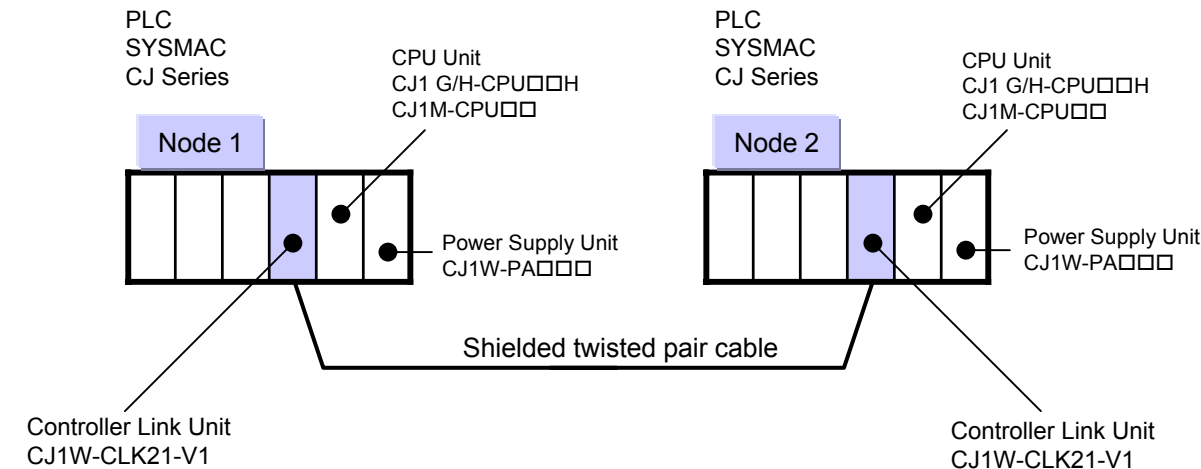 PLC
SYSMAC
CJ Series
CPU Unit
CJ1 G/H-CPU□□H
CJ1M-CPU□□
Node 1
Power Supply Unit
CJ1W-PA□□□
Controller Link Unit
CJ1W-CLK21-V1
Shielded twisted pair cable
PLC
SYSMAC
CJ Series
CPU Unit
CJ1 G/H-CPU□□H
CJ1M-CPU□□
Node 2
Power Supply Unit
CJ1W-PA□□□
Controller Link Unit
CJ1W-CLK21-V1